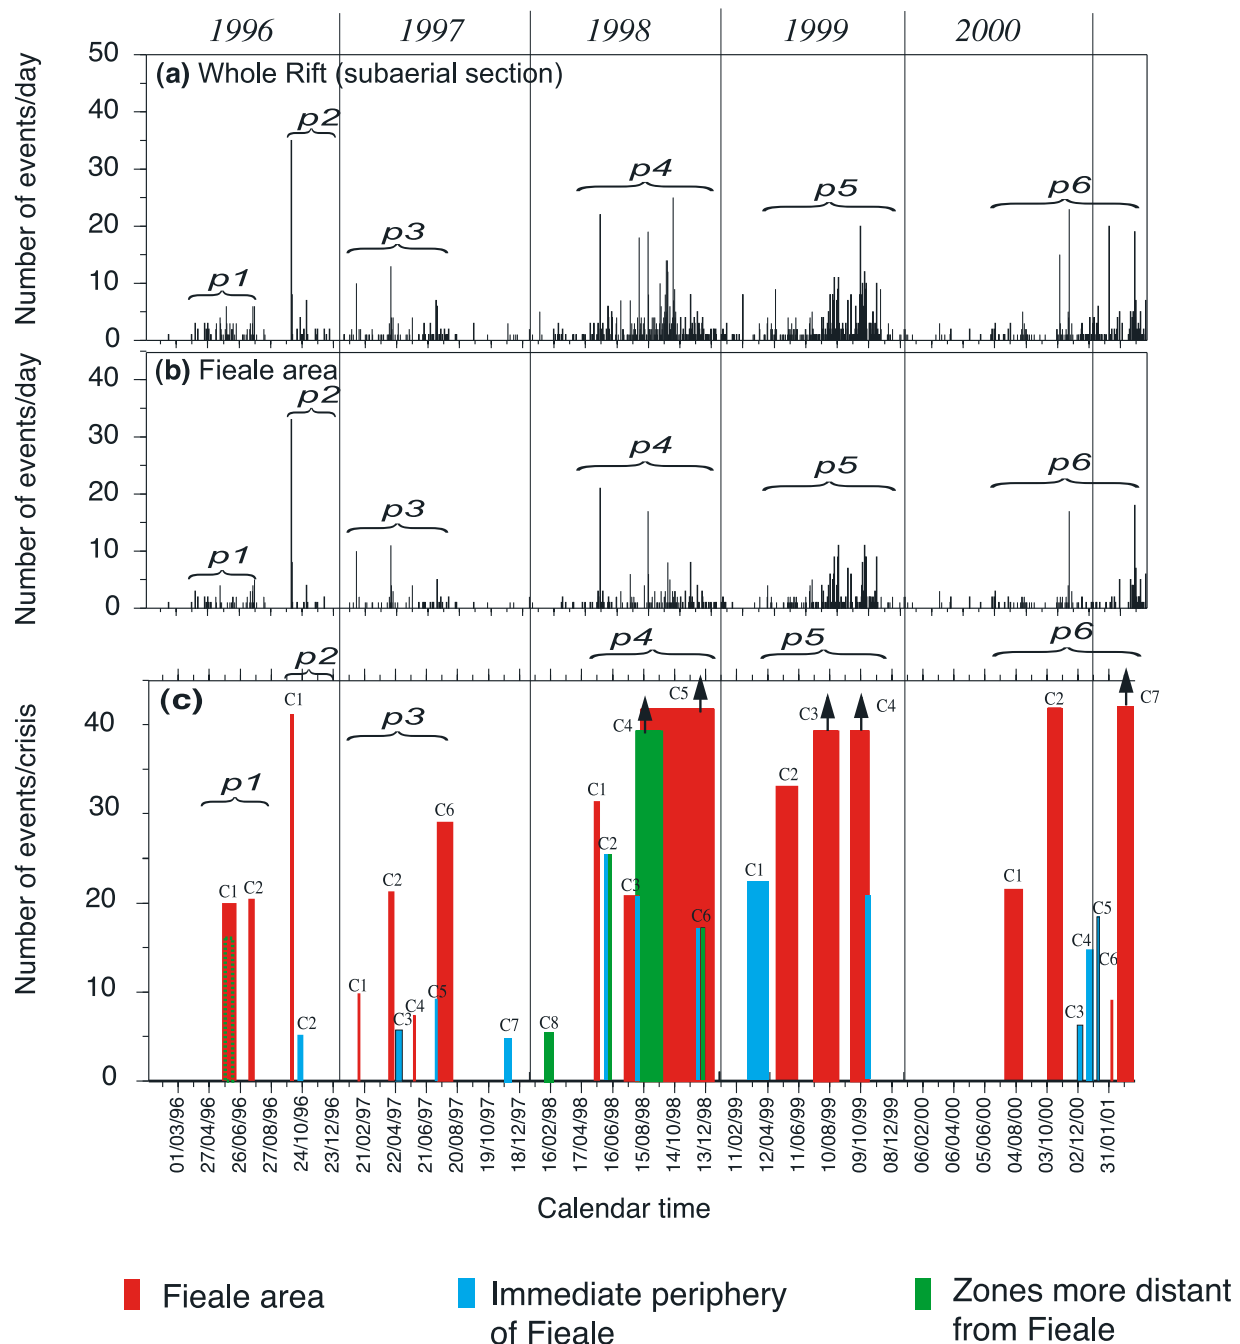 1996 1997 1998 1999 2000
Number of events/day
50
40
30
20
10
0
(a) Whole Rift (subaerial section)
p1 p2 p3 p4 p5 p6
Number of events/day
40
30
20
10
0
(b) Fieale area
p1 p2 p3 p4 p5 p6
Number of events/crisis
40
30
20
10
0
(c)
p1 p2 p3 p4 p5 p6
C1 C2 C1 C2 C1 C2 C3 C4 C5 C6 C7 C8 C1 C2 C3 C4 C5 C6 C1 C2 C3 C4 C1 C2 C3 C4 C5 C6 C7
01/03/96 27/04/96 26/06/96 27/08/96 24/10/96 23/12/96 21/02/97 22/04/97 21/06/97 20/08/97 19/10/97 18/12/97 16/02/98 17/04/98 16/06/98 15/08/98 14/10/98 13/12/98 11/02/99 12/04/99 11/06/99 10/08/99 09/10/99 08/12/99 06/02/00 06/04/00 05/06/00 04/08/00 03/10/00 02/12/00 31/01/01
Calendar time
Fieale area
Immediate periphery
of Fieale
Zones more distant
from Fieale